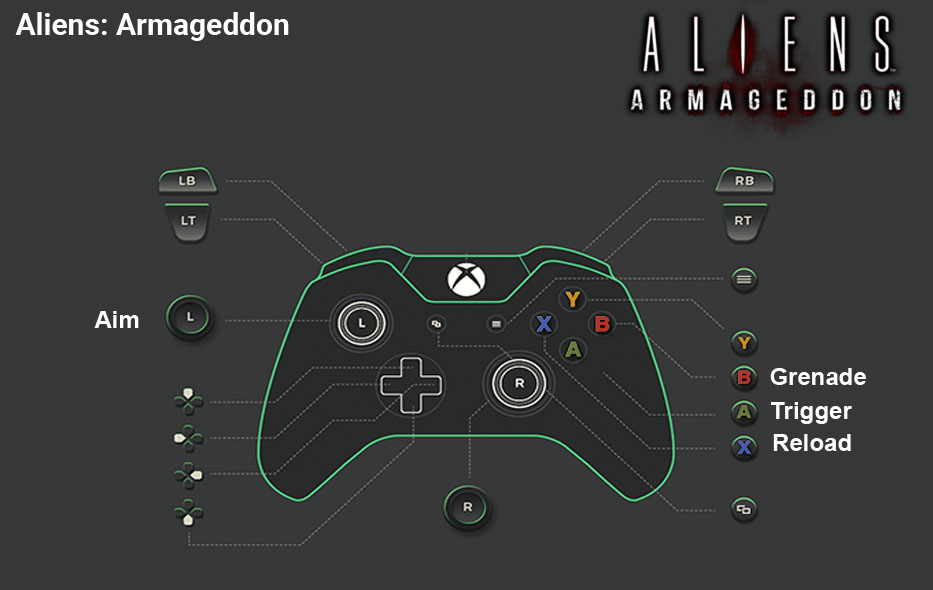 Aliens: Armageddon
ALIENS
ARMAGEDDON
LB
RB
LT
RT
Y
Aim
L
L
X
B
Y
A
R
B
Grenade
A
Trigger
X
Reload
R